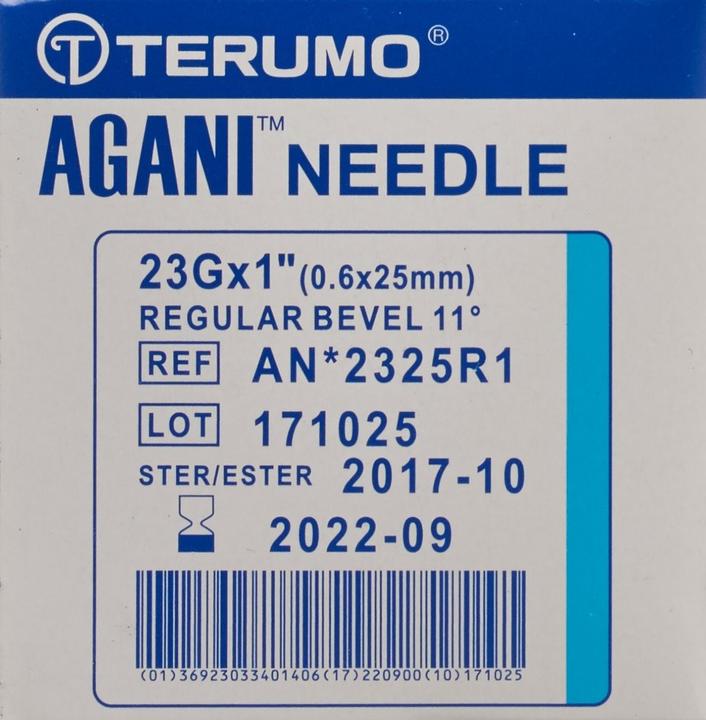 TERUMO®
AGANI™ NEEDLE
23Gx1"(0.6x25mm)
REGULAR BEVEL 11°
REF AN*2325R1
LOT 171025
STER/ESTER 2017-10
2022-09
(01)36923033401406(17)220900(10)171025